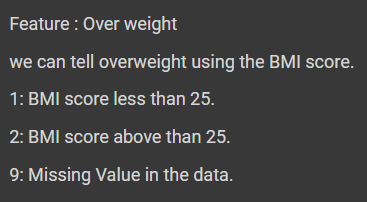 Feature : Over weight
we can tell overweight using the BMI score.
1: BMI score less than 25.
2: BMI score above than 25.
9: Missing Value in the data.